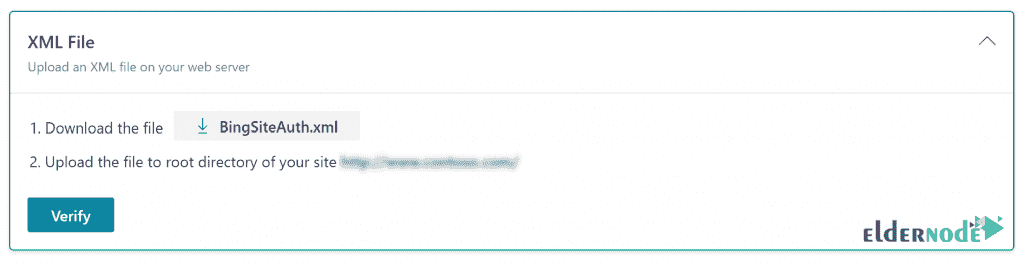 XML File
Upload an XML file on your web server
1. Download the file BingSiteAuth.xml
2. Upload the file to root directory of your site
Verify
ELDERNODE